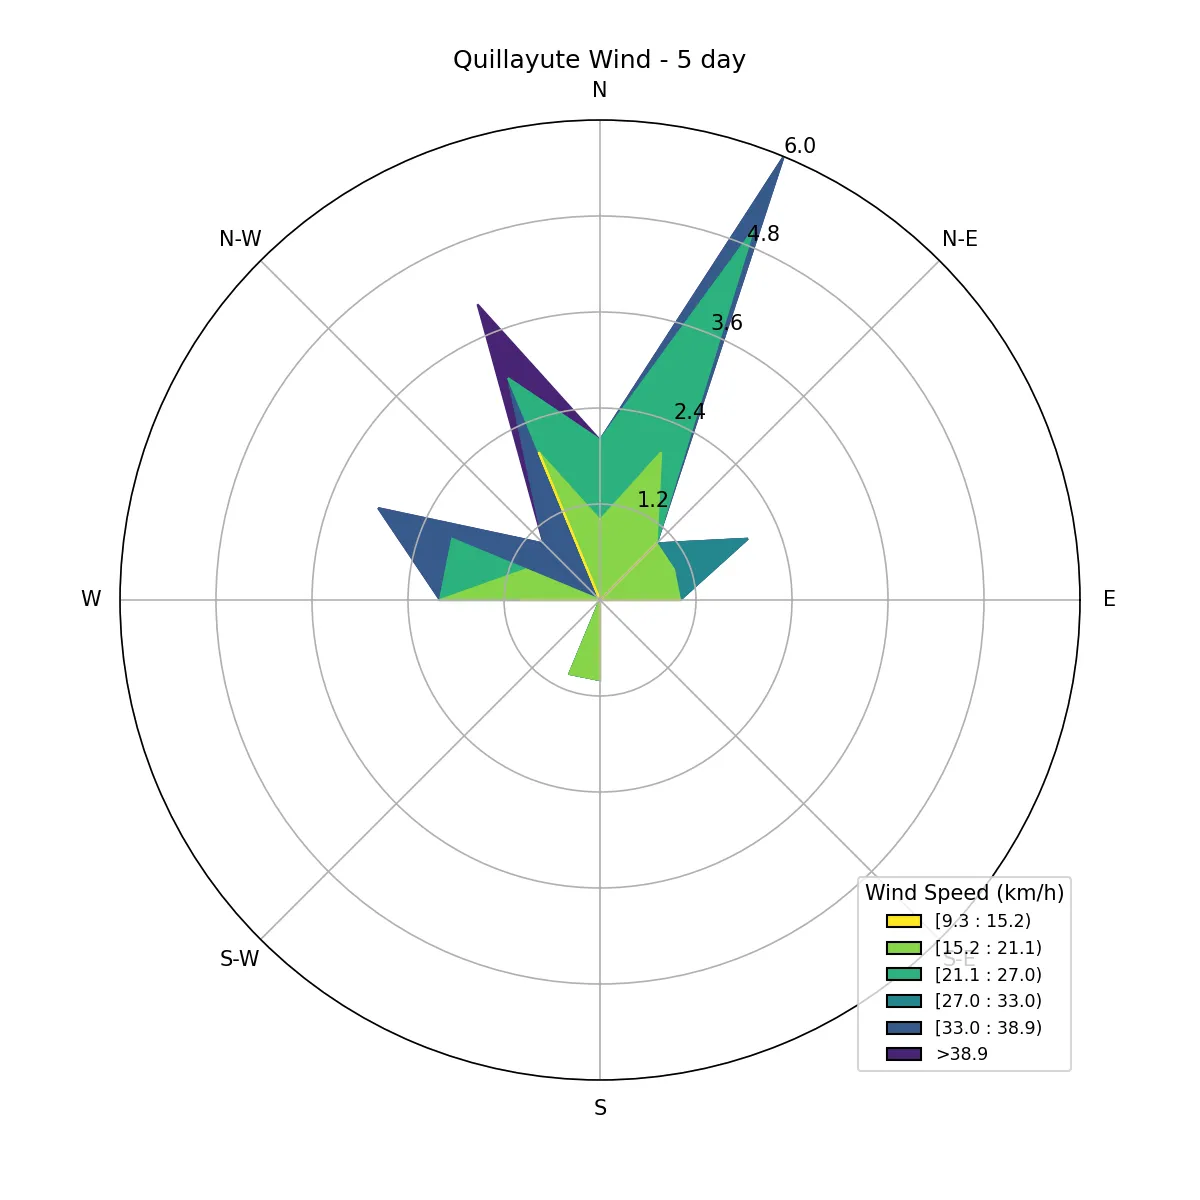 Quillayute Wind - 5 day
N
6.0
N-W
4.8
N-E
3.6
2.4
1.2
W
E
S-W
S-E
S
Wind Speed (km/h)
[9.3 : 15.2)
[15.2 : 21.1)
[21.1 : 27.0)
[27.0 : 33.0)
[33.0 : 38.9)
>38.9